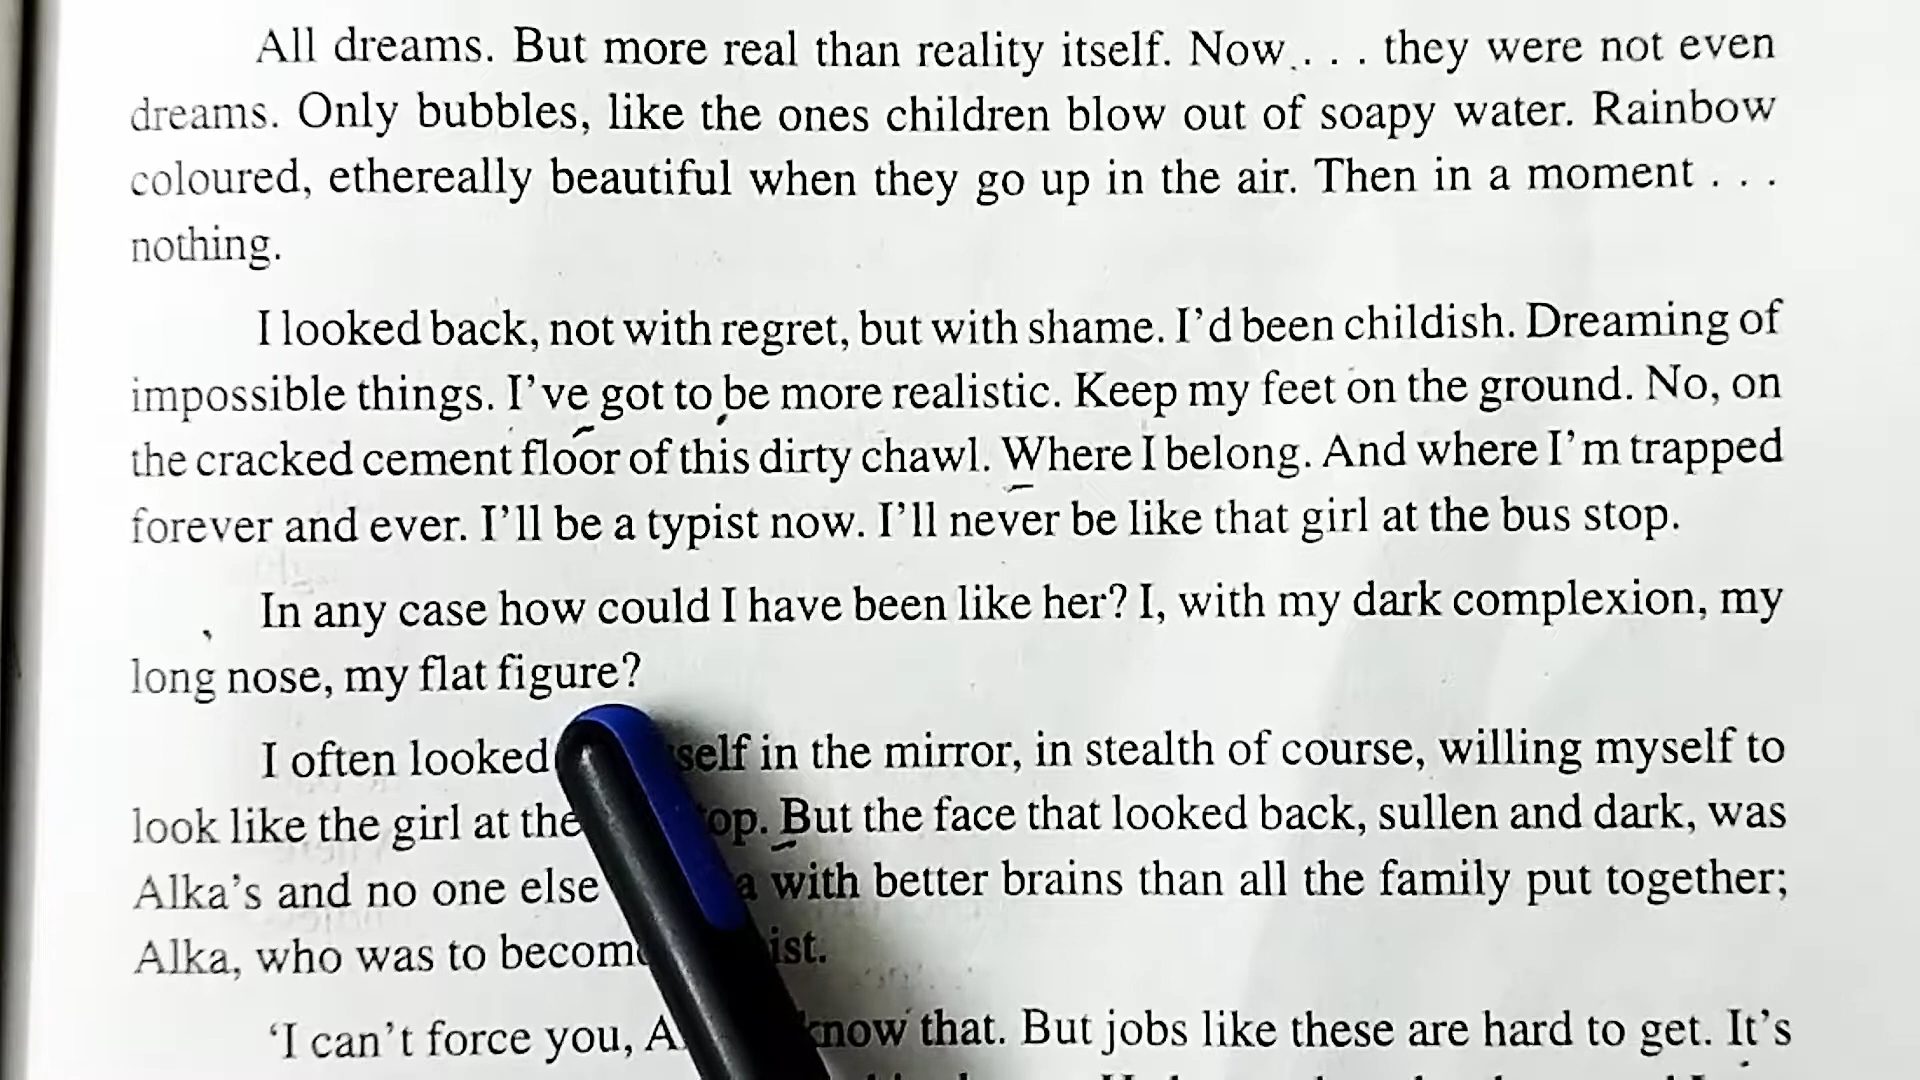 All dreams. But more real than reality itself. Now . . . they were not even
dreams. Only bubbles, like the ones children blow out of soapy water. Rainbow
coloured, ethereally beautiful when they go up in the air. Then in a moment . . .
nothing.
I looked back, not with regret, but with shame. I’d been childish. Dreaming of
impossible things. I’ve got to be more realistic. Keep my feet on the ground. No, on
the cracked cement floor of this dirty chawl. Where I belong. And where I’m trapped
forever and ever. I’ll be a typist now. I’ll never be like that girl at the bus stop.
In any case how could I have been like her? I, with my dark complexion, my
long nose, my flat figure?
I often looked self in the mirror, in stealth of course, willing myself to
look like the girl at the op. But the face that looked back, sullen and dark, was
Alka’s and no one else with better brains than all the family put together;
Alka, who was to ist.
‘I can’t force you, know that. But jobs like these are hard to get. It’s